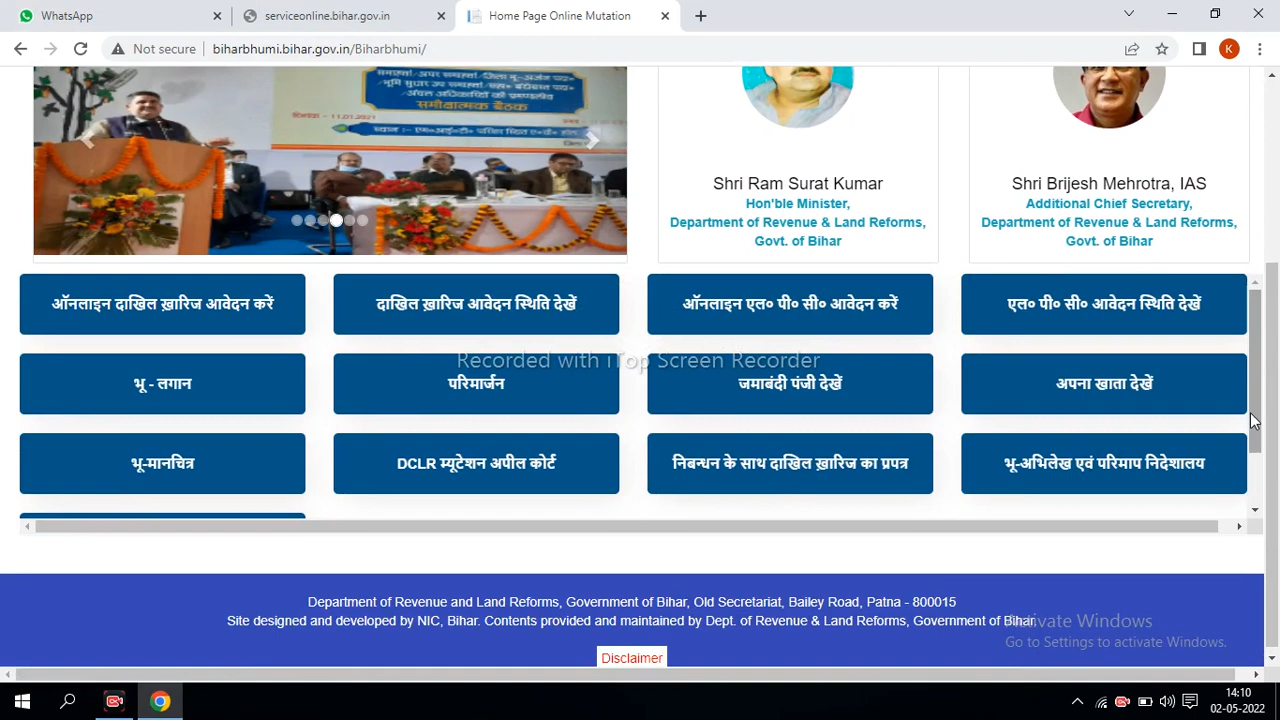 WhatsApp
serviceonline.bihar.gov.in
Home Page Online Mutation
Not secure
biharbhumi.bihar.gov.in/Biharbhumi/
K
समीक्षात्मक बैठक
Shri Ram Surat Kumar
Hon'ble Minister,
Department of Revenue & Land Reforms,
Govt. of Bihar
Shri Brijesh Mehrotra, IAS
Additional Chief Secretary,
Department of Revenue & Land Reforms,
Govt. of Bihar
ऑनलाइन दाखिल ख़ारिज आवेदन करें
दाखिल ख़ारिज आवेदन स्थिति देखें
ऑनलाइन एल० पी० सी० आवेदन करें
एल० पी० सी० आवेदन स्थिति देखें
Recorded with iTop Screen Recorder
भू - लगान
परिमार्जन
जमाबंदी पंजी देखें
अपना खाता देखें
भू-मानचित्र
DCLR म्यूटेशन अपील कोर्ट
निबन्धन के साथ दाखिल ख़ारिज का प्रपत्र
भू-अभिलेख एवं परिमाप निदेशालय
Department of Revenue and Land Reforms, Government of Bihar, Old Secretariat, Bailey Road, Patna - 800015
Site designed and developed by NIC, Bihar. Contents provided and maintained by Dept. of Revenue & Land Reforms, Government of Bihar.
Activate Windows
Go to Settings to activate Windows.
Disclaimer
14:10
02-05-2022